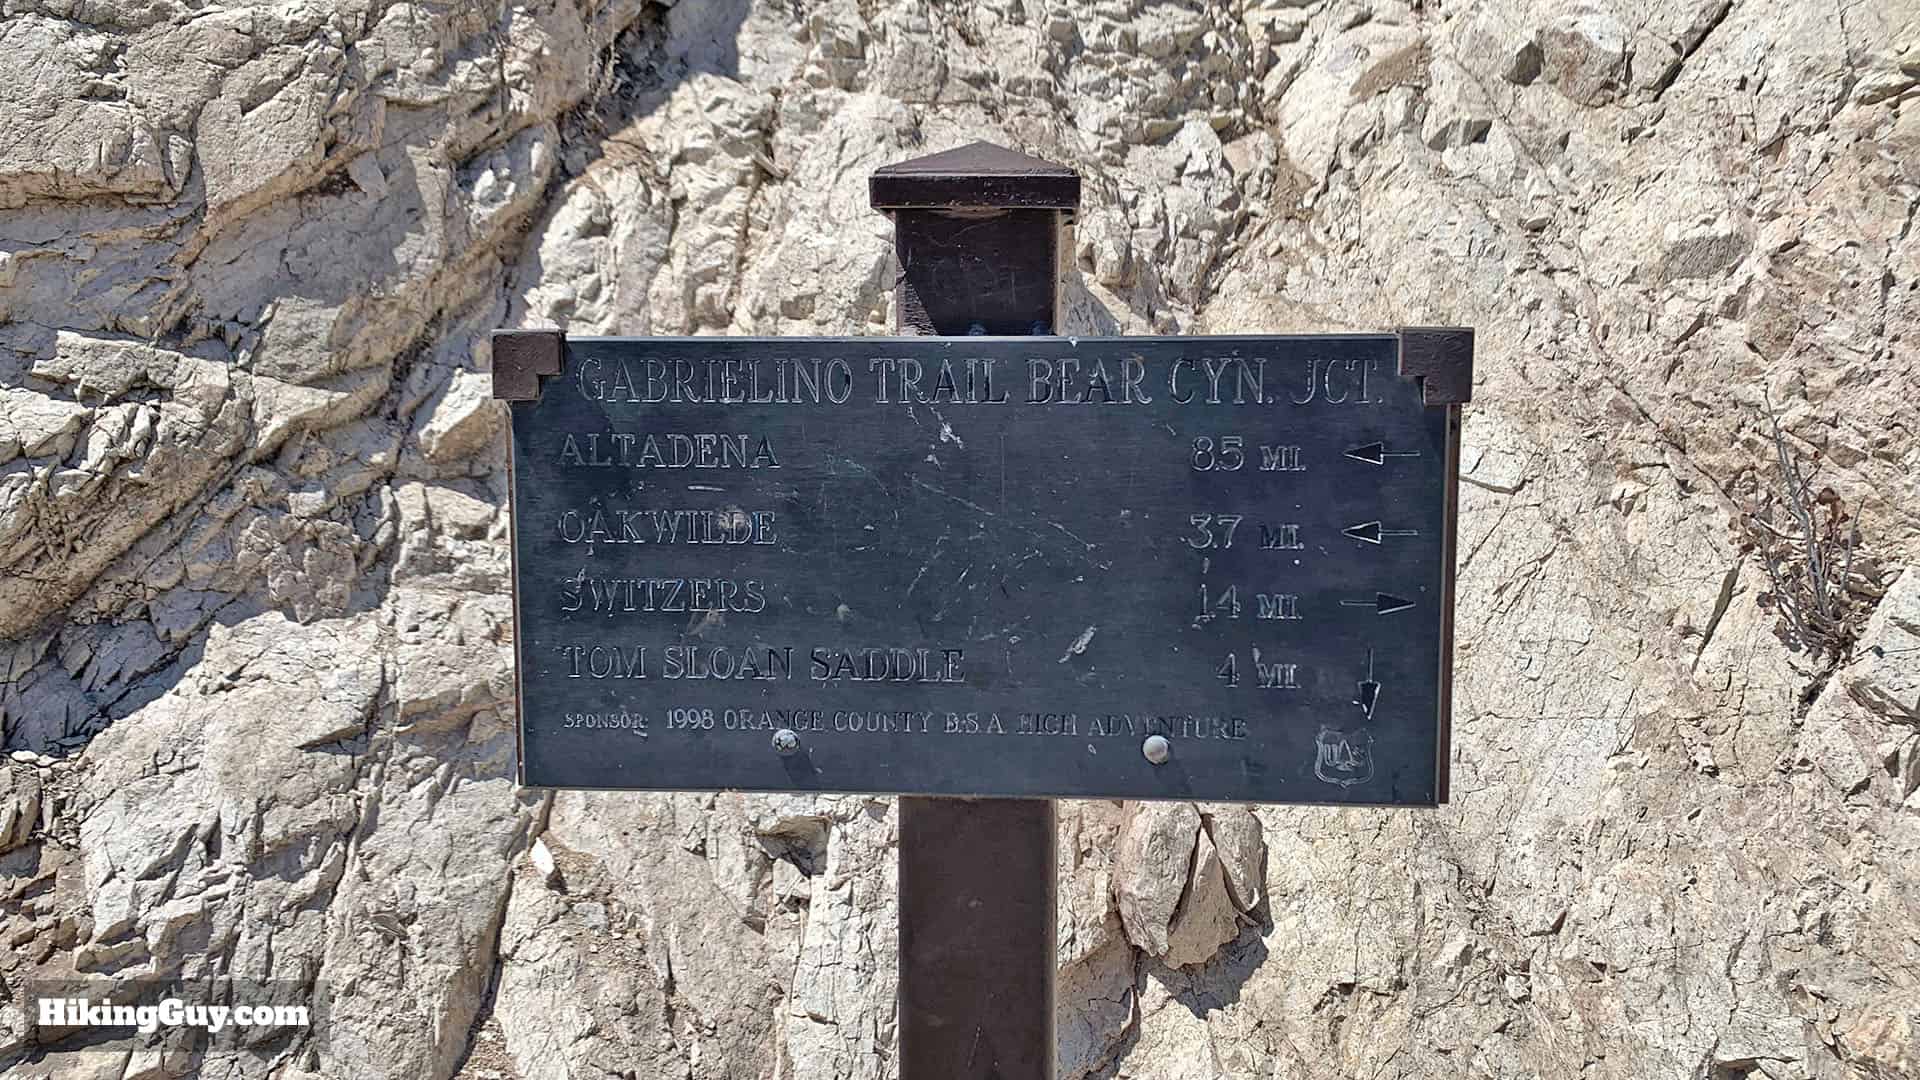 GABRIELINO TRAIL BEAR CYN. JCT.
ALTADENA 8.5 MI.
OAKWILDE 3.7 MI.
SWITZERS 1.4 MI.
TOM SLOAN SADDLE 4 MI.
SPONSOR: 1998 ORANGE COUNTY B.S.A. HIGH ADVENTURE
UAS
HikingGuy.com